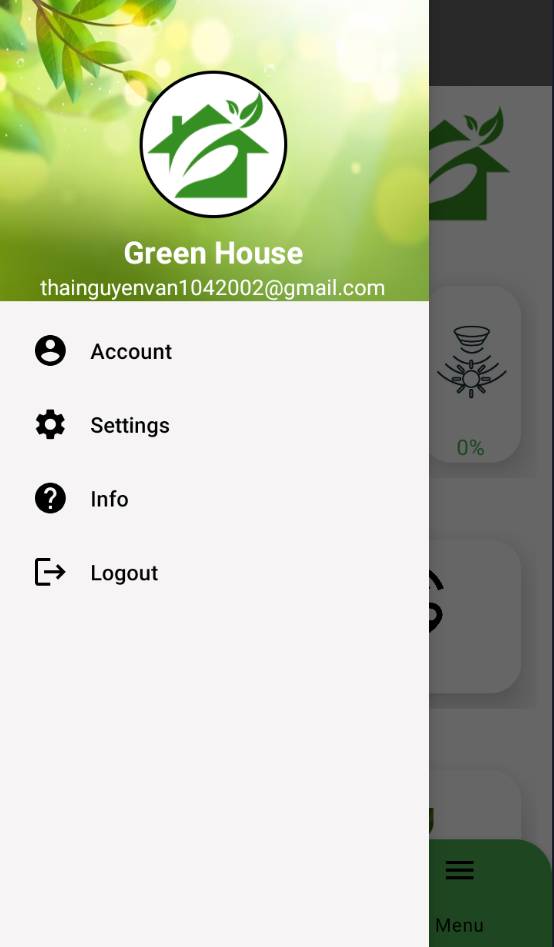 Green House
thainguyenvan1042002@gmail.com
Account
Settings
Info
Logout
0%
Menu